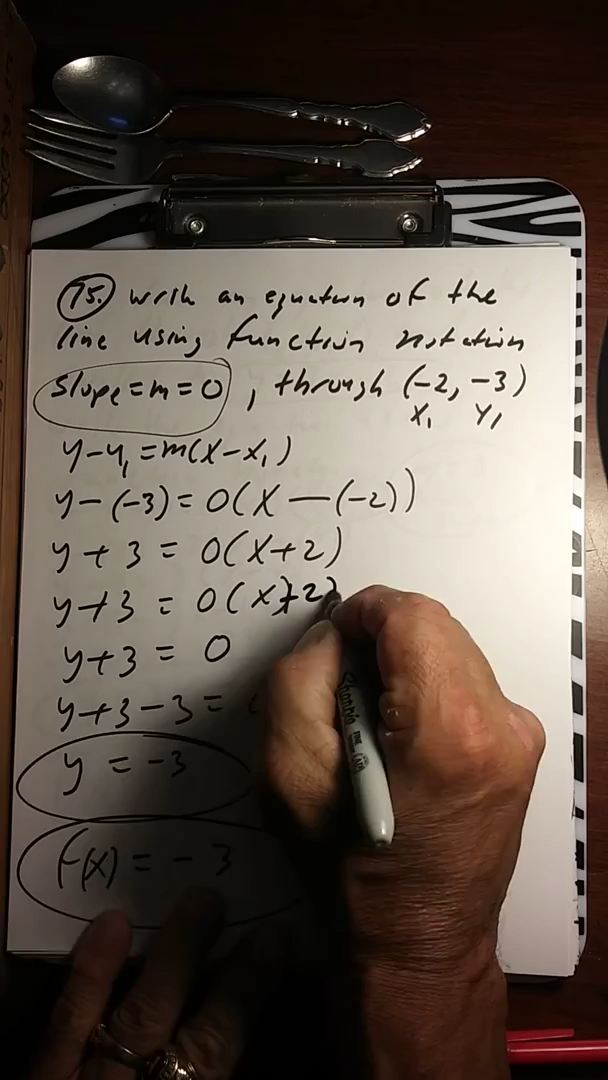 75. Write an equation of the
line using function notation
slope = m = 0, through (-2, -3)
x₁ y₁
y - y₁ = m(x - x₁)
y - (-3) = 0(x - (-2))
y + 3 = 0(x + 2)
y + 3 = 0(x + 2)
y + 3 = 0
y + 3 - 3 =
y = -3
f(x) = -3
Sharpie
FINE